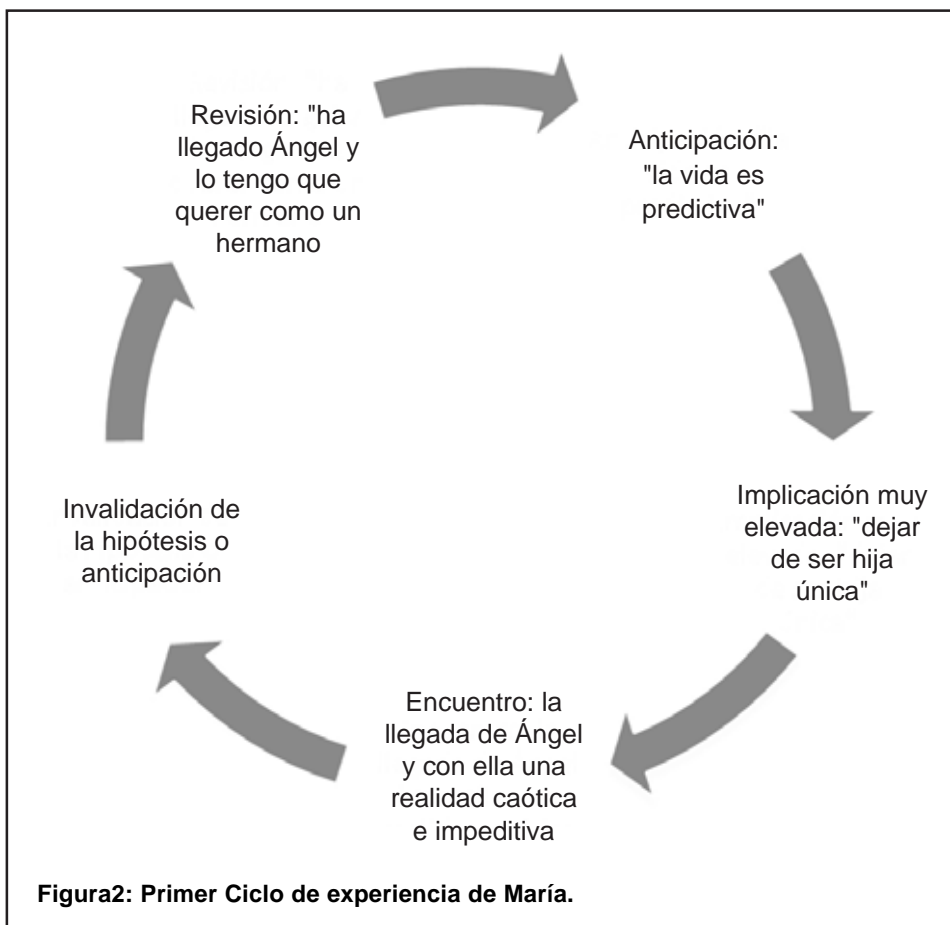 Revisión: "ha
llegado Ángel y
lo tengo que
querer como un
hermano
Anticipación:
"la vida es
predictiva"
Implicación muy
elevada: "dejar
de ser hija
única"
Encuentro: la
llegada de Ángel
y con ella una
realidad caótica
e impeditiva
Invalidación de
la hipótesis o
anticipación
Figura2: Primer Ciclo de experiencia de María.